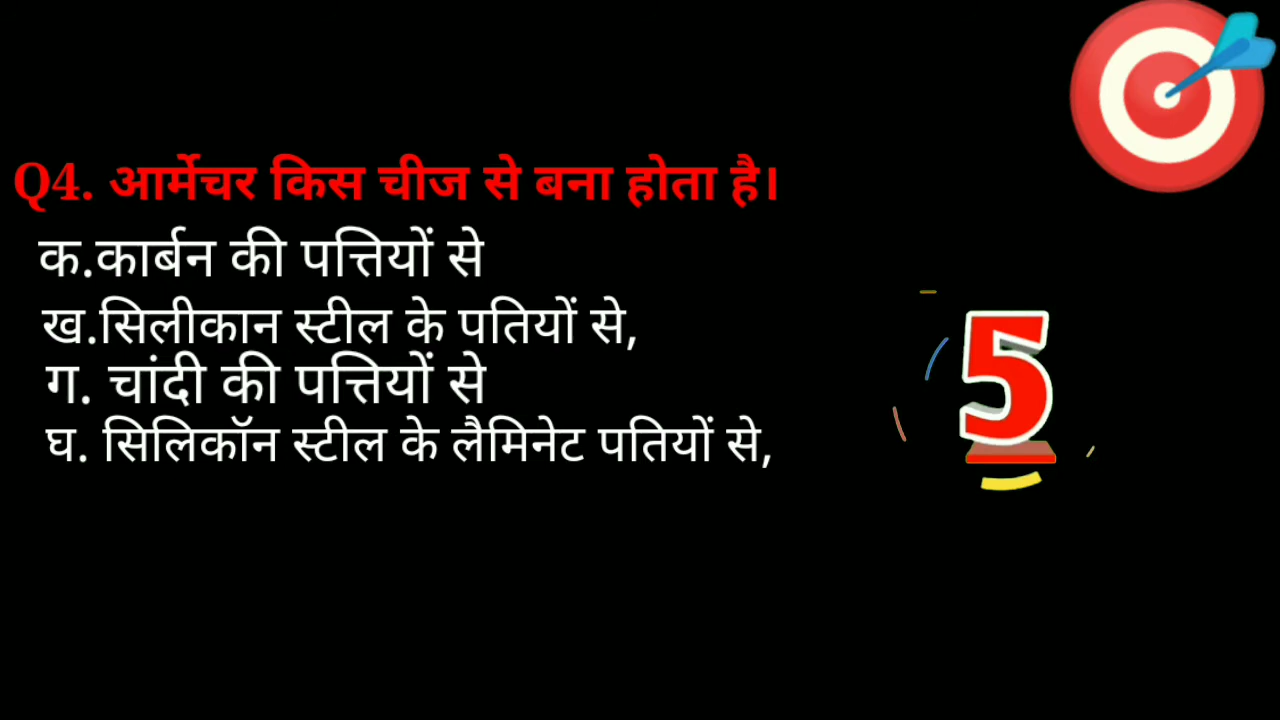 Q4. आर्मेचर किस चीज से बना होता है।
क.कार्बन की पत्तियों से
ख.सिलीकान स्टील के पतियों से,
ग. चांदी की पत्तियों से
घ. सिलिकॉन स्टील के लैमिनेट पतियों से,
5